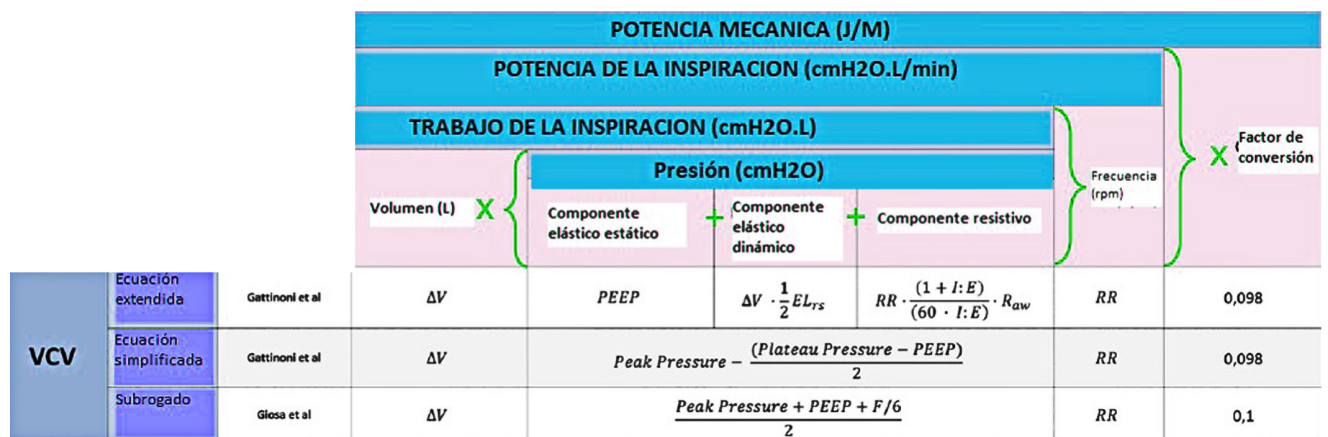 POTENCIA MECANICA (J/M)
POTENCIA DE LA INSPIRACION (cmH2O.L/min)
TRABAJO DE LA INSPIRACION (cmH2O.L)
Presión (cmH2O)
Volumen (L) X
Componente
elástico estático
+
Componente
elástico
dinámico
+
Componente resistivo
Frecuencia
(rpm)
X
Factor de
conversión
VCV
Ecuación
extendida
Gattinoni et al
ΔV
PEEP
ΔV · 1/2 EL_rs
RR · (1 + I: E)/(60 · I: E) · R_aw
RR
0,098
Ecuación
simplificada
Gattinoni et al
ΔV
Peak Pressure − (Plateau Pressure − PEEP)/2
RR
0,098
Subrogado
Giosa et al
ΔV
(Peak Pressure + PEEP + F/6)/2
RR
0,1